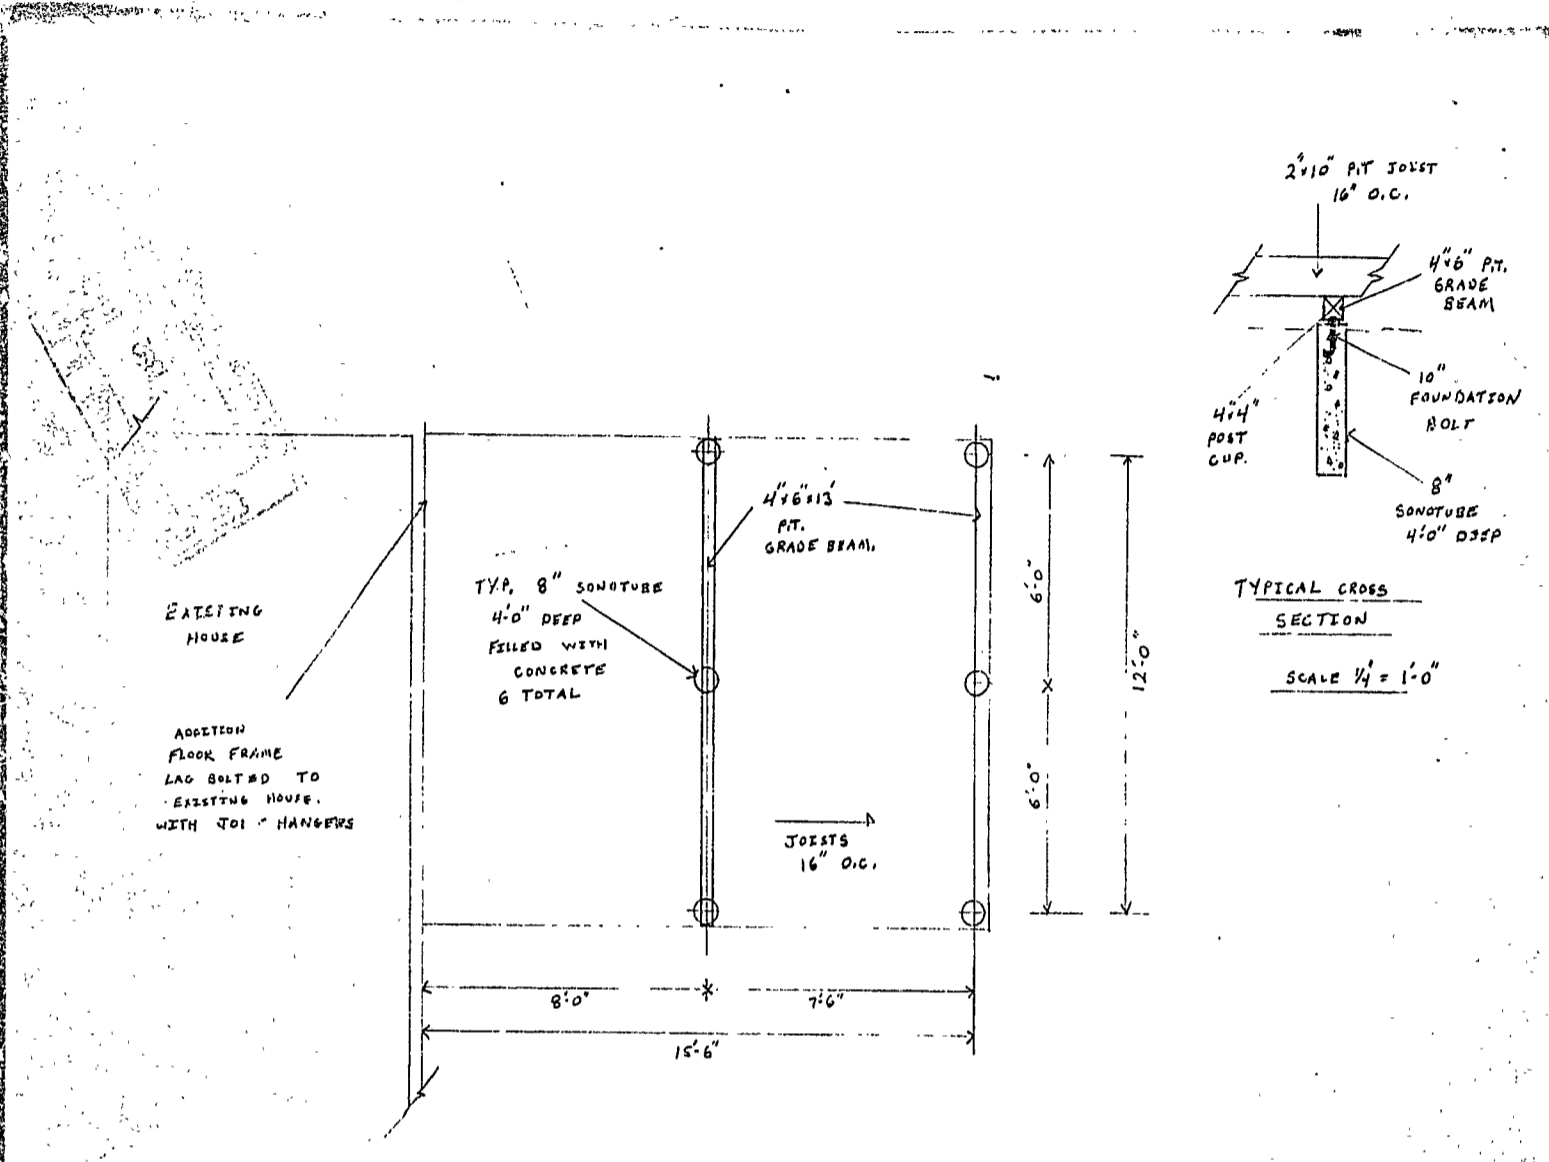 2"x10" P.T JOIST
16" O.C.
4"x6" P.T.
GRADE
BEAM
10"
FOUNDATION
BOLT
4"x4"
POST
CUP.
8"
SONOTUBE
4'-0" DEEP
TYPICAL CROSS
SECTION
SCALE 1/4" = 1'-0"
4"x6"x13'
P.T.
GRADE BEAM.
TYP. 8" SONOTUBE
4'-0" DEEP
FILLED WITH
CONCRETE
6 TOTAL
EXISTING
HOUSE
ADDITION
FLOOR FRAME
LAG BOLTED TO
EXISTING HOUSE.
WITH HANGERS
JOISTS
16" O.C.
6'-0"
6'-0"
12'-0"
8'-0"
7'-6"
15'-6"